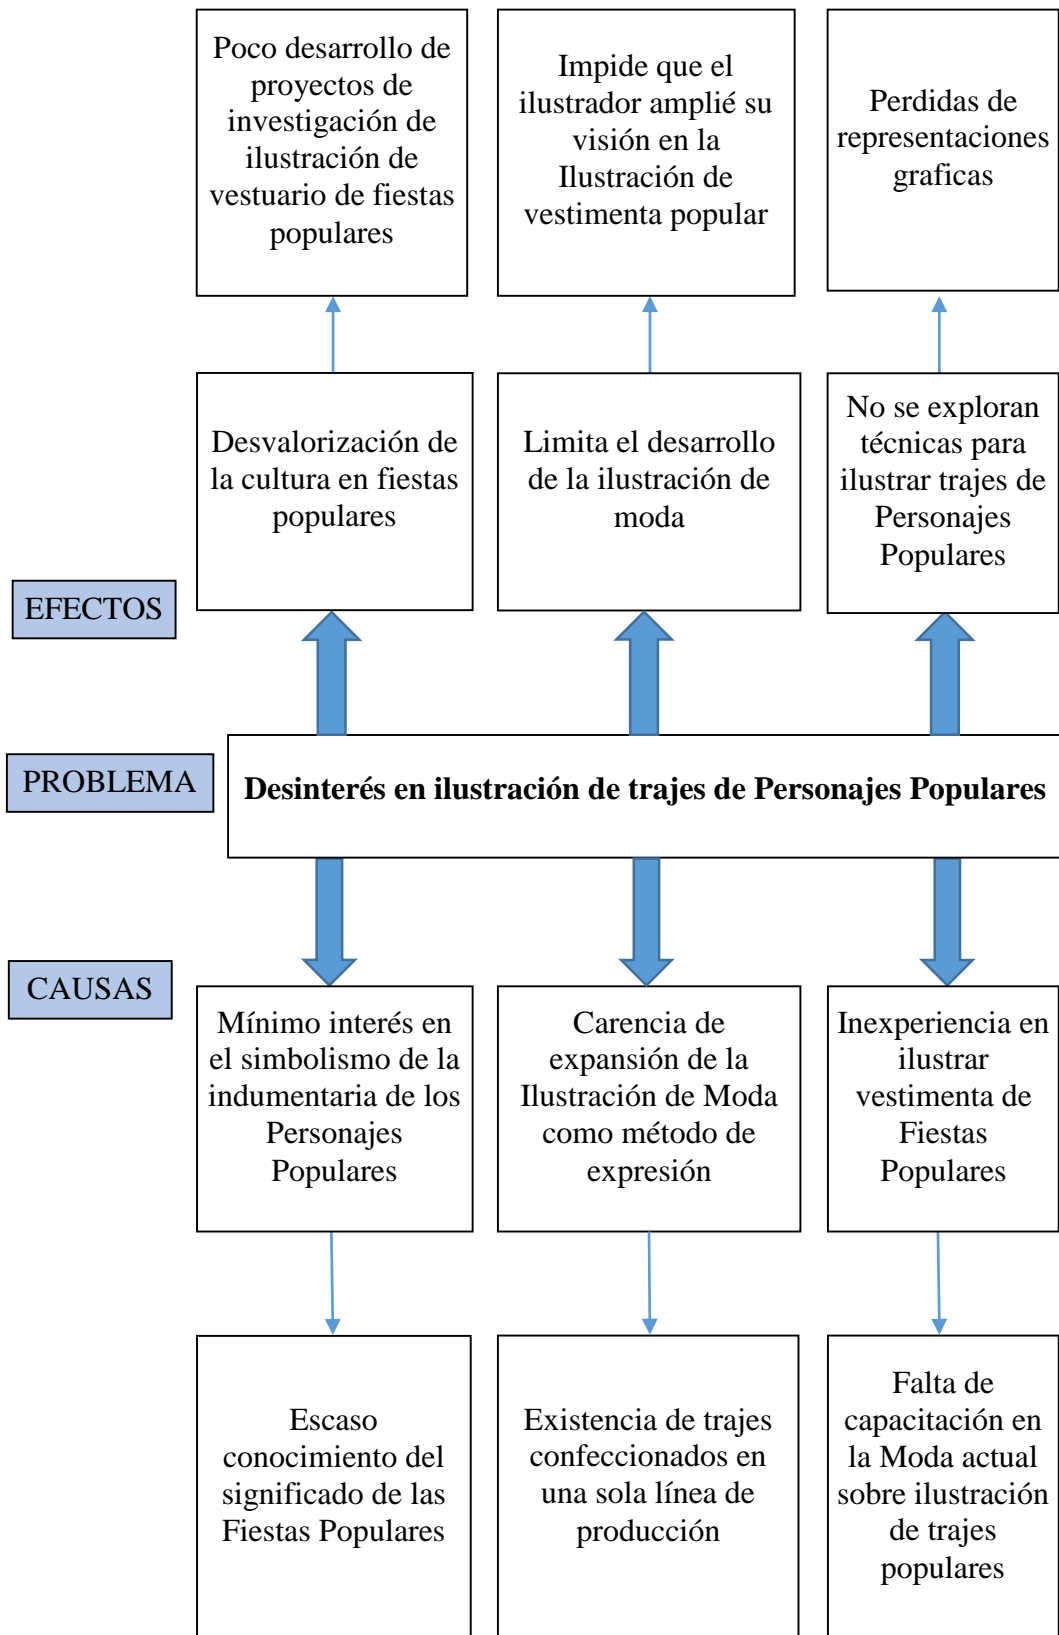 Poco desarrollo de
proyectos de
investigación de
ilustración de
vestuario de fiestas
populares
Impide que el
ilustrador amplié su
visión en la
Ilustración de
vestimenta popular
Perdidas de
representaciones
graficas
Desvalorización de
la cultura en fiestas
populares
Limita el desarrollo
de la ilustración de
moda
No se exploran
técnicas para
ilustrar trajes de
Personajes
Populares
EFECTOS
PROBLEMA
Desinterés en ilustración de trajes de Personajes Populares
CAUSAS
Mínimo interés en
el simbolismo de la
indumentaria de los
Personajes
Populares
Carencia de
expansión de la
Ilustración de Moda
como método de
expresión
Inexperiencia en
ilustrar
vestimenta de
Fiestas
Populares
Escaso
conocimiento del
significado de las
Fiestas Populares
Existencia de trajes
confeccionados en
una sola línea de
producción
Falta de
capacitación en
la Moda actual
sobre ilustración
de trajes
populares